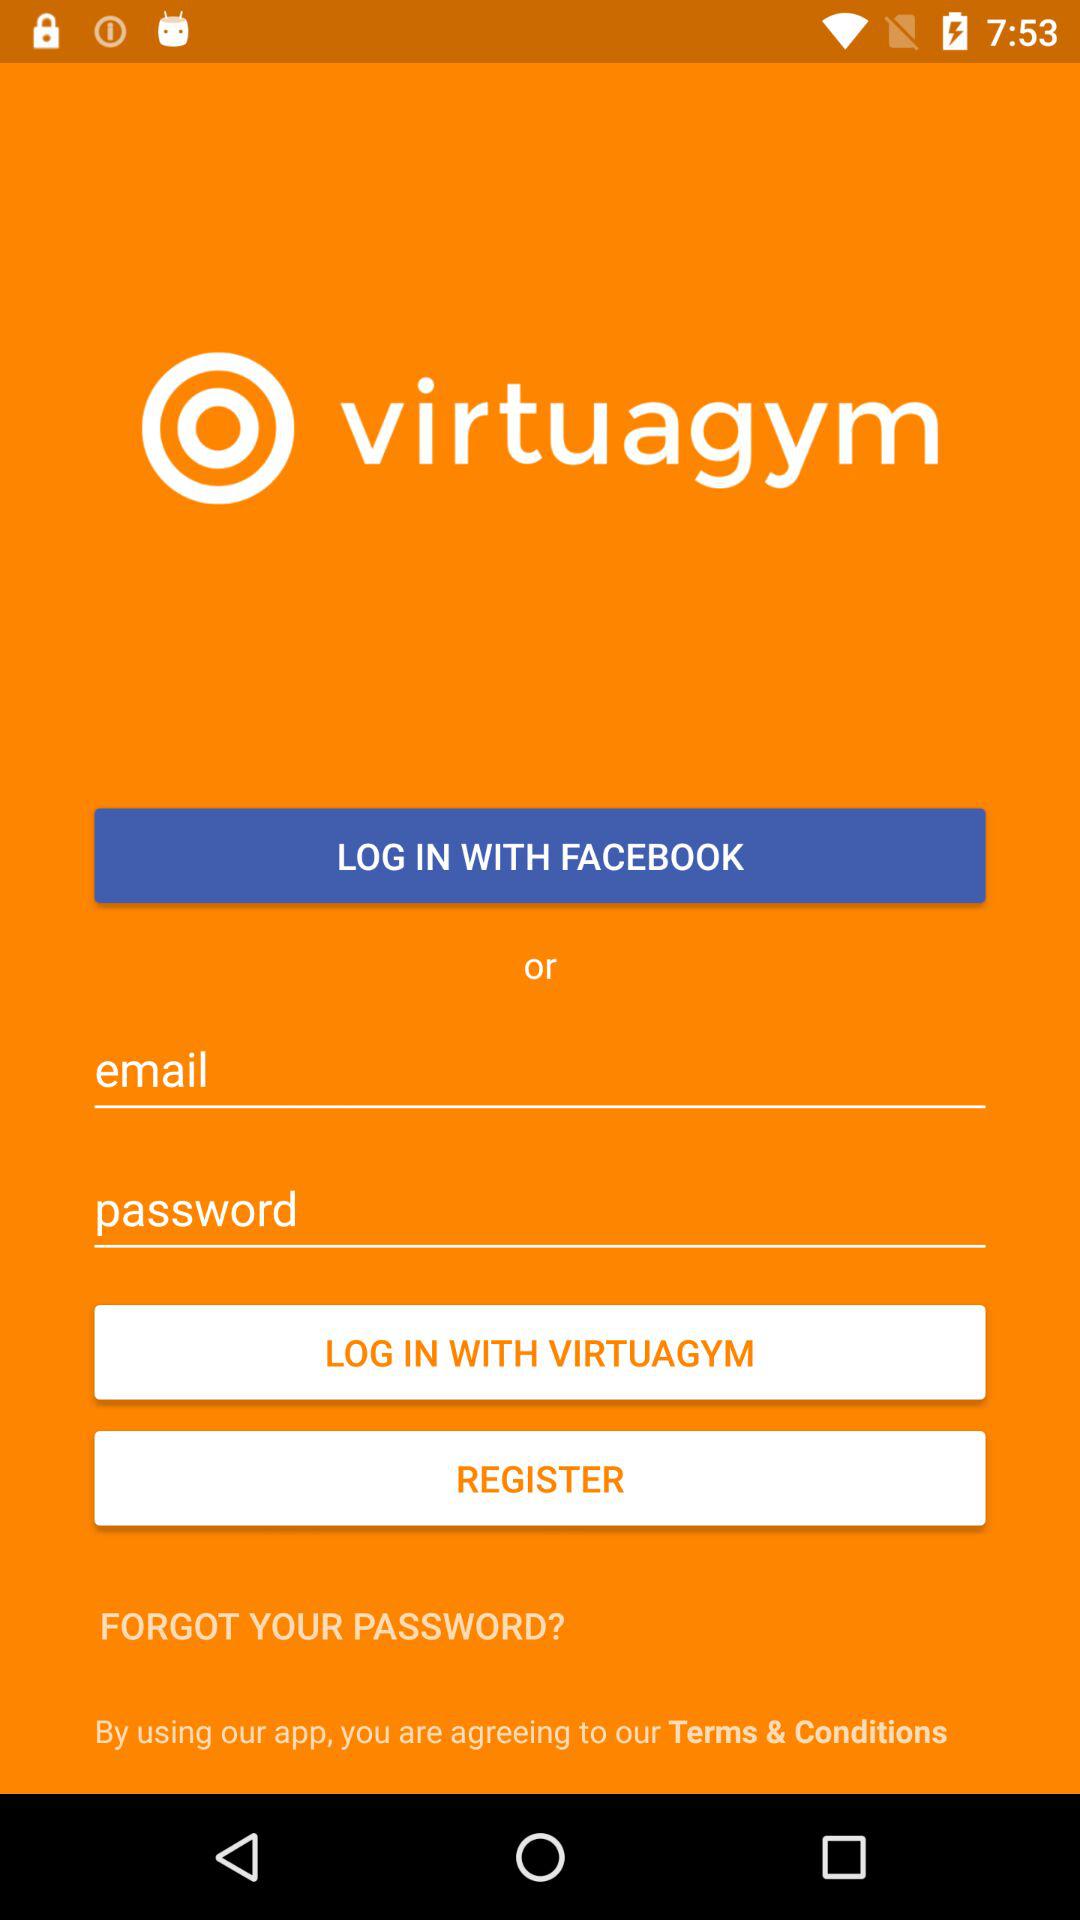 7:53
virtuagym
LOG IN WITH FACEBOOK
or
email
password
LOG IN WITH VIRTUAGYM
REGISTER
FORGOT YOUR PASSWORD?
By using our app, you are agreeing to our Terms & Conditions